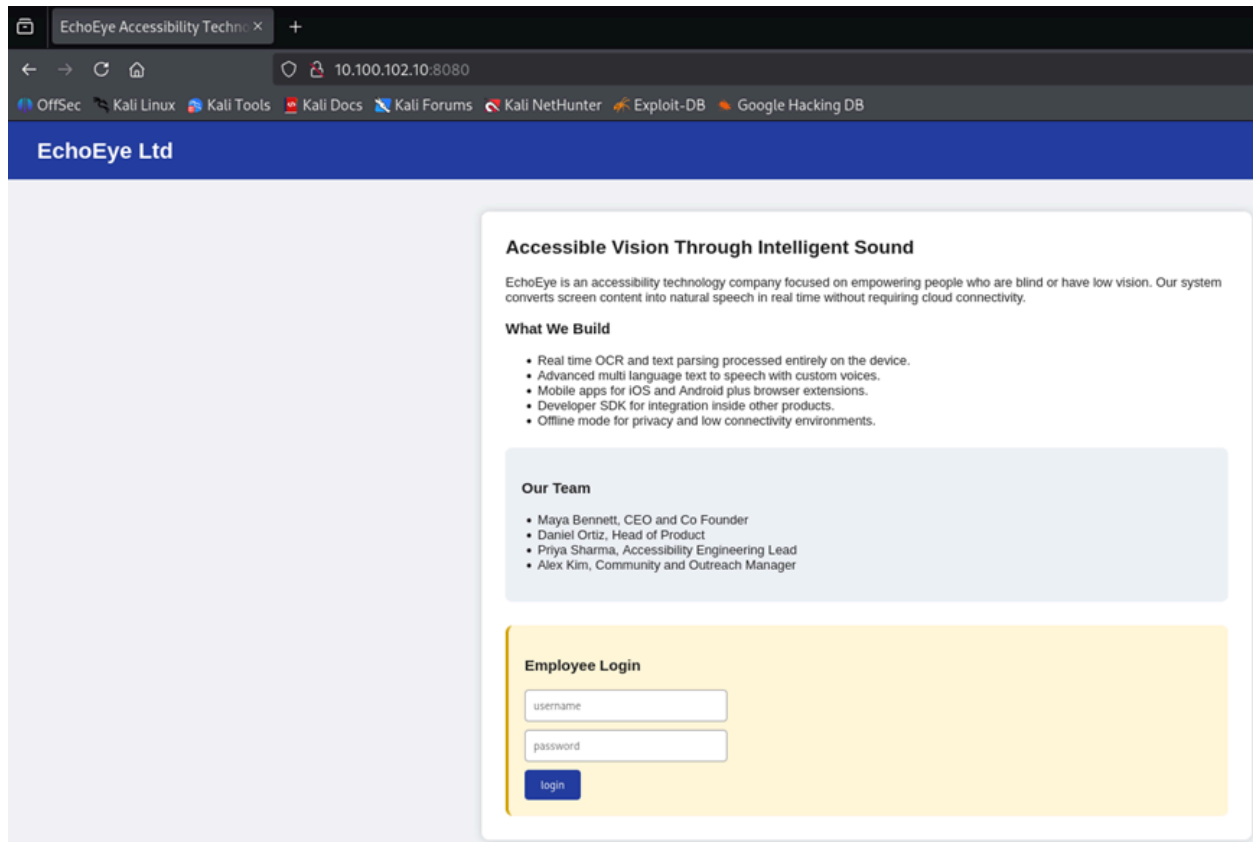 EchoEye Accessibility Techno
10.100.102.10:8080
OffSec Kali Linux Kali Tools Kali Docs Kali Forums Kali NetHunter Exploit-DB Google Hacking DB
EchoEye Ltd
Accessible Vision Through Intelligent Sound
EchoEye is an accessibility technology company focused on empowering people who are blind or have low vision. Our system
converts screen content into natural speech in real time without requiring cloud connectivity.
What We Build
• Real time OCR and text parsing processed entirely on the device.
• Advanced multi language text to speech with custom voices.
• Mobile apps for iOS and Android plus browser extensions.
• Developer SDK for integration inside other products.
• Offline mode for privacy and low connectivity environments.
Our Team
• Maya Bennett, CEO and Co Founder
• Daniel Ortiz, Head of Product
• Priya Sharma, Accessibility Engineering Lead
• Alex Kim, Community and Outreach Manager
Employee Login
username
password
login